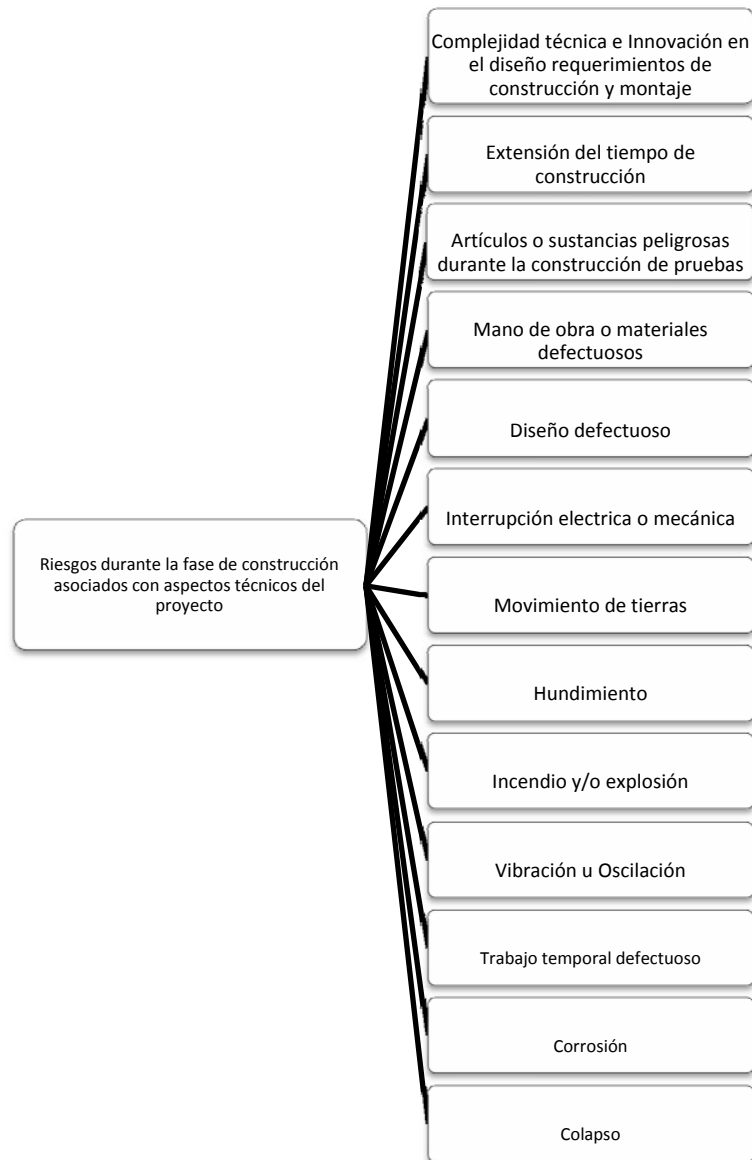 Complejidad técnica e Innovación en
el diseño requerimientos de
construcción y montaje
Extensión del tiempo de
construcción
Artículos o sustancias peligrosas
durante la construcción de pruebas
Mano de obra o materiales
defectuosos
Diseño defectuoso
Interrupción electrica o mecánica
Riesgos durante la fase de construcción
asociados con aspectos técnicos del
proyecto
Movimiento de tierras
Hundimiento
Incendio y/o explosión
Vibración u Oscilación
Trabajo temporal defectuoso
Corrosión
Colapso